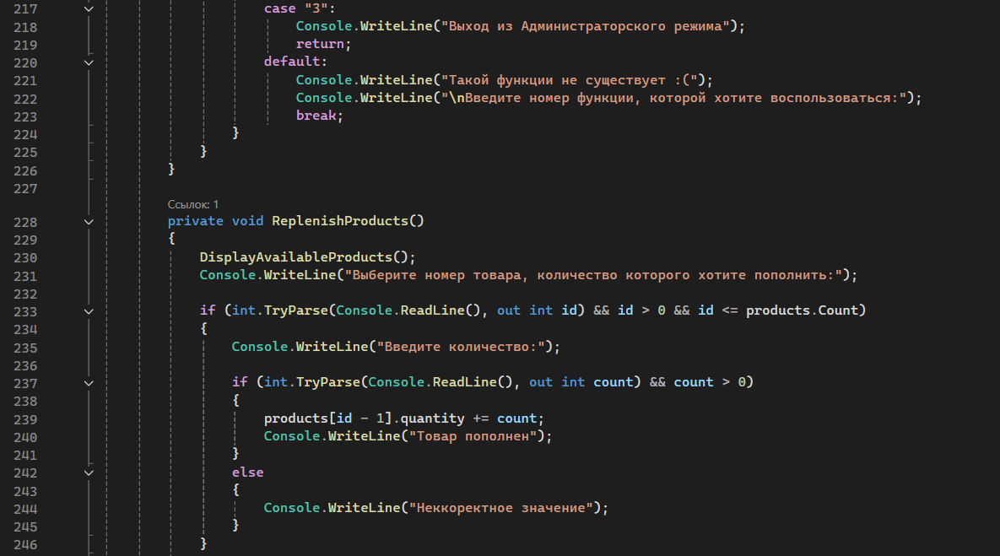 217 case "3":
218 Console.WriteLine("Выход из Администраторского режима");
219 return;
220 default:
221 Console.WriteLine("Такой функции не существует :(");
222 Console.WriteLine("\nВведите номер функции, которой хотите воспользоваться:");
223 break;
224 }
225 }
226 }
227
Ссылок: 1
228 private void ReplenishProducts()
229 {
230 DisplayAvailableProducts();
231 Console.WriteLine("Выберите номер товара, количество которого хотите пополнить:");
232
233 if (int.TryParse(Console.ReadLine(), out int id) && id > 0 && id <= products.Count)
234 {
235 Console.WriteLine("Введите количество:");
236
237 if (int.TryParse(Console.ReadLine(), out int count) && count > 0)
238 {
239 products[id - 1].quantity += count;
240 Console.WriteLine("Товар пополнен");
241 }
242 else
243 {
244 Console.WriteLine("Неккоректное значение");
245 }
246 }